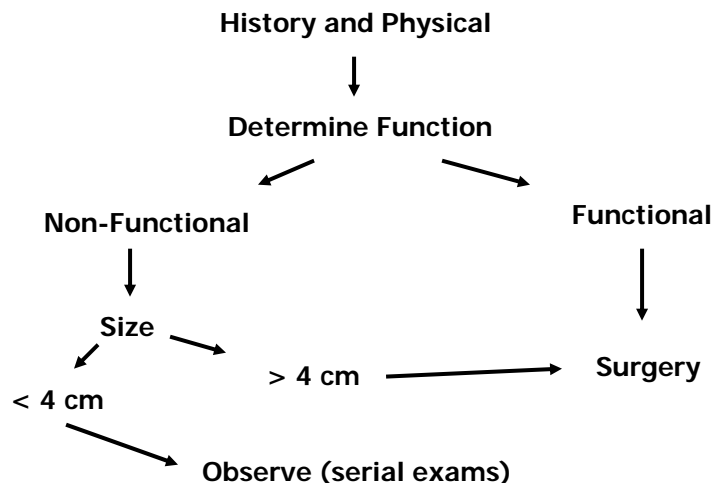 History and Physical
Determine Function
Non-Functional
Functional
Size
> 4 cm
Surgery
< 4 cm
Observe (serial exams)